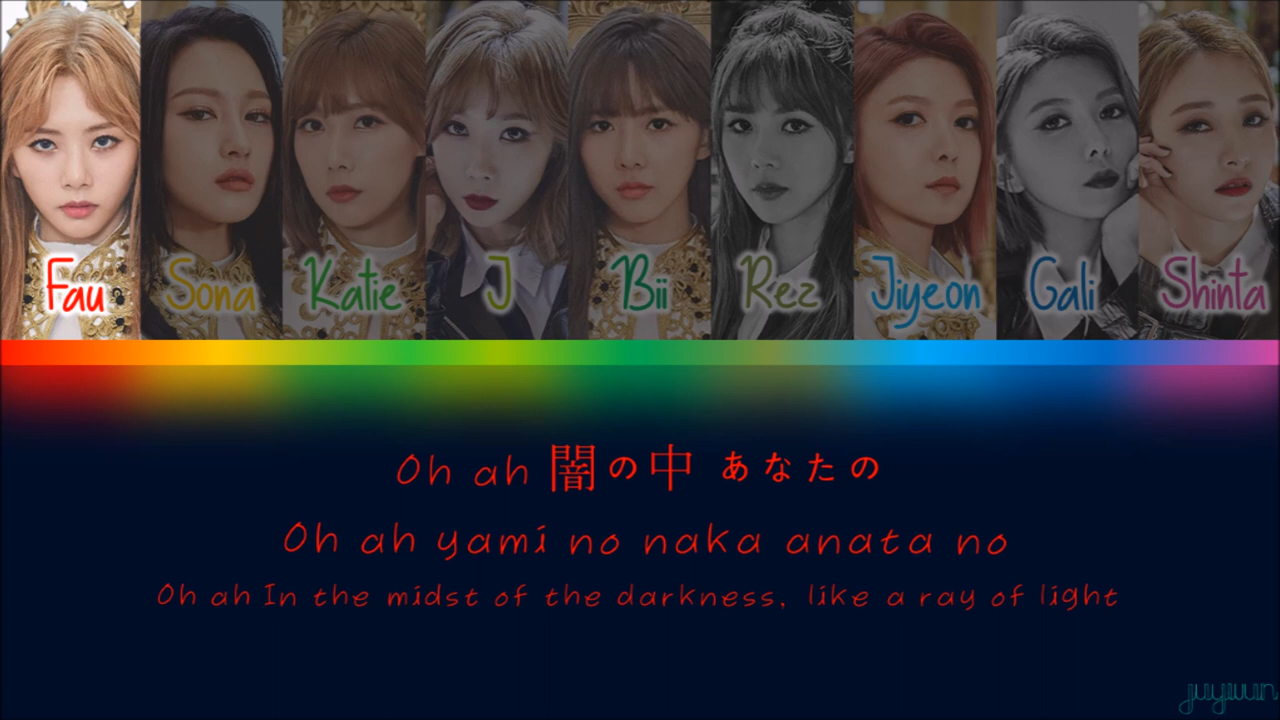 Fau Sona Katie J Bii Rez Jiyeon Gali Shinta
Oh ah 闇の中 あなたの
Oh ah yami no naka anata no
Oh ah In the midst of the darkness, like a ray of light